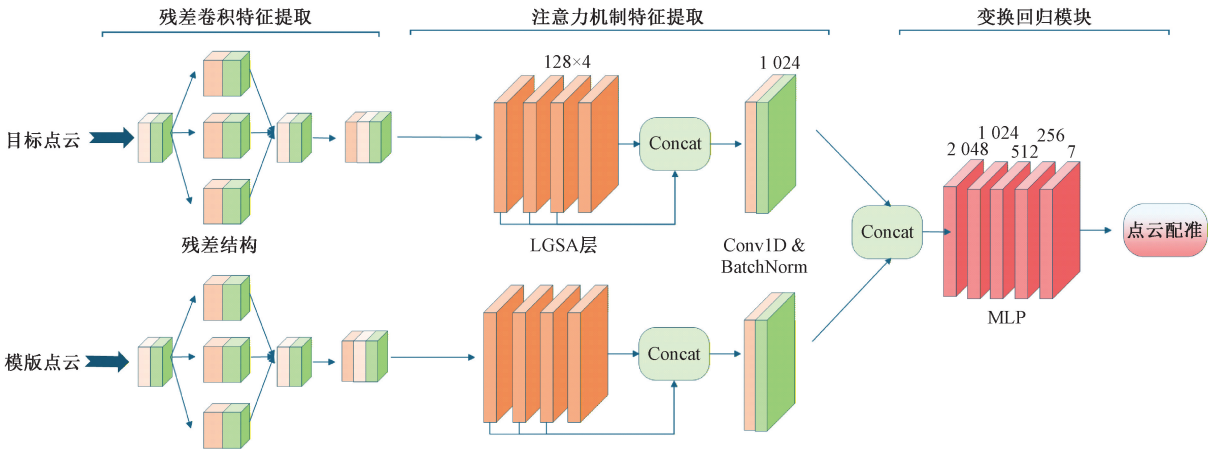 残差卷积特征提取
注意力机制特征提取
变换回归模块
128×4
1 024
目标点云
Concat
1 024
256
2 048
512
7
Concat
点云配准
残差结构
LGSA层
Conv1D &
BatchNorm
MLP
模版点云
Concat